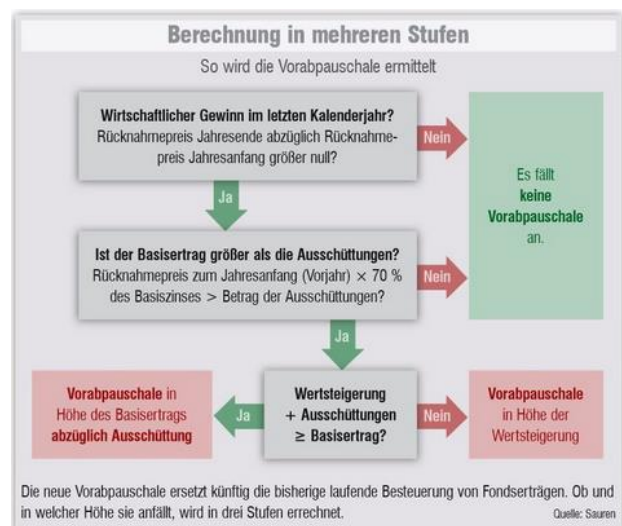 Berechnung in mehreren Stufen
So wird die Vorabpauschale ermittelt
Wirtschaftlicher Gewinn im letzten Kalenderjahr?
Rücknahmepreis Jahresende abzüglich Rücknahme-
preis Jahresanfang größer null?
Nein
Es fällt
keine
Vorabpauschale
an.
Ja
Ist der Basisertrag größer als die Ausschüttungen?
Rücknahmepreis zum Jahresanfang (Vorjahr) × 70 %
des Basiszinses > Betrag der Ausschüttungen?
Nein
Ja
Vorabpauschale in
Höhe des Basisertrags
abzüglich Ausschüttung
Ja
Wertsteigerung
+ Ausschüttungen
≥ Basisertrag?
Nein
Vorabpauschale
in Höhe der
Wertsteigerung
Die neue Vorabpauschale ersetzt künftig die bisherige laufende Besteuerung von Fondserträgen. Ob und
in welcher Höhe sie anfällt, wird in drei Stufen errechnet.
Quelle: Sauren